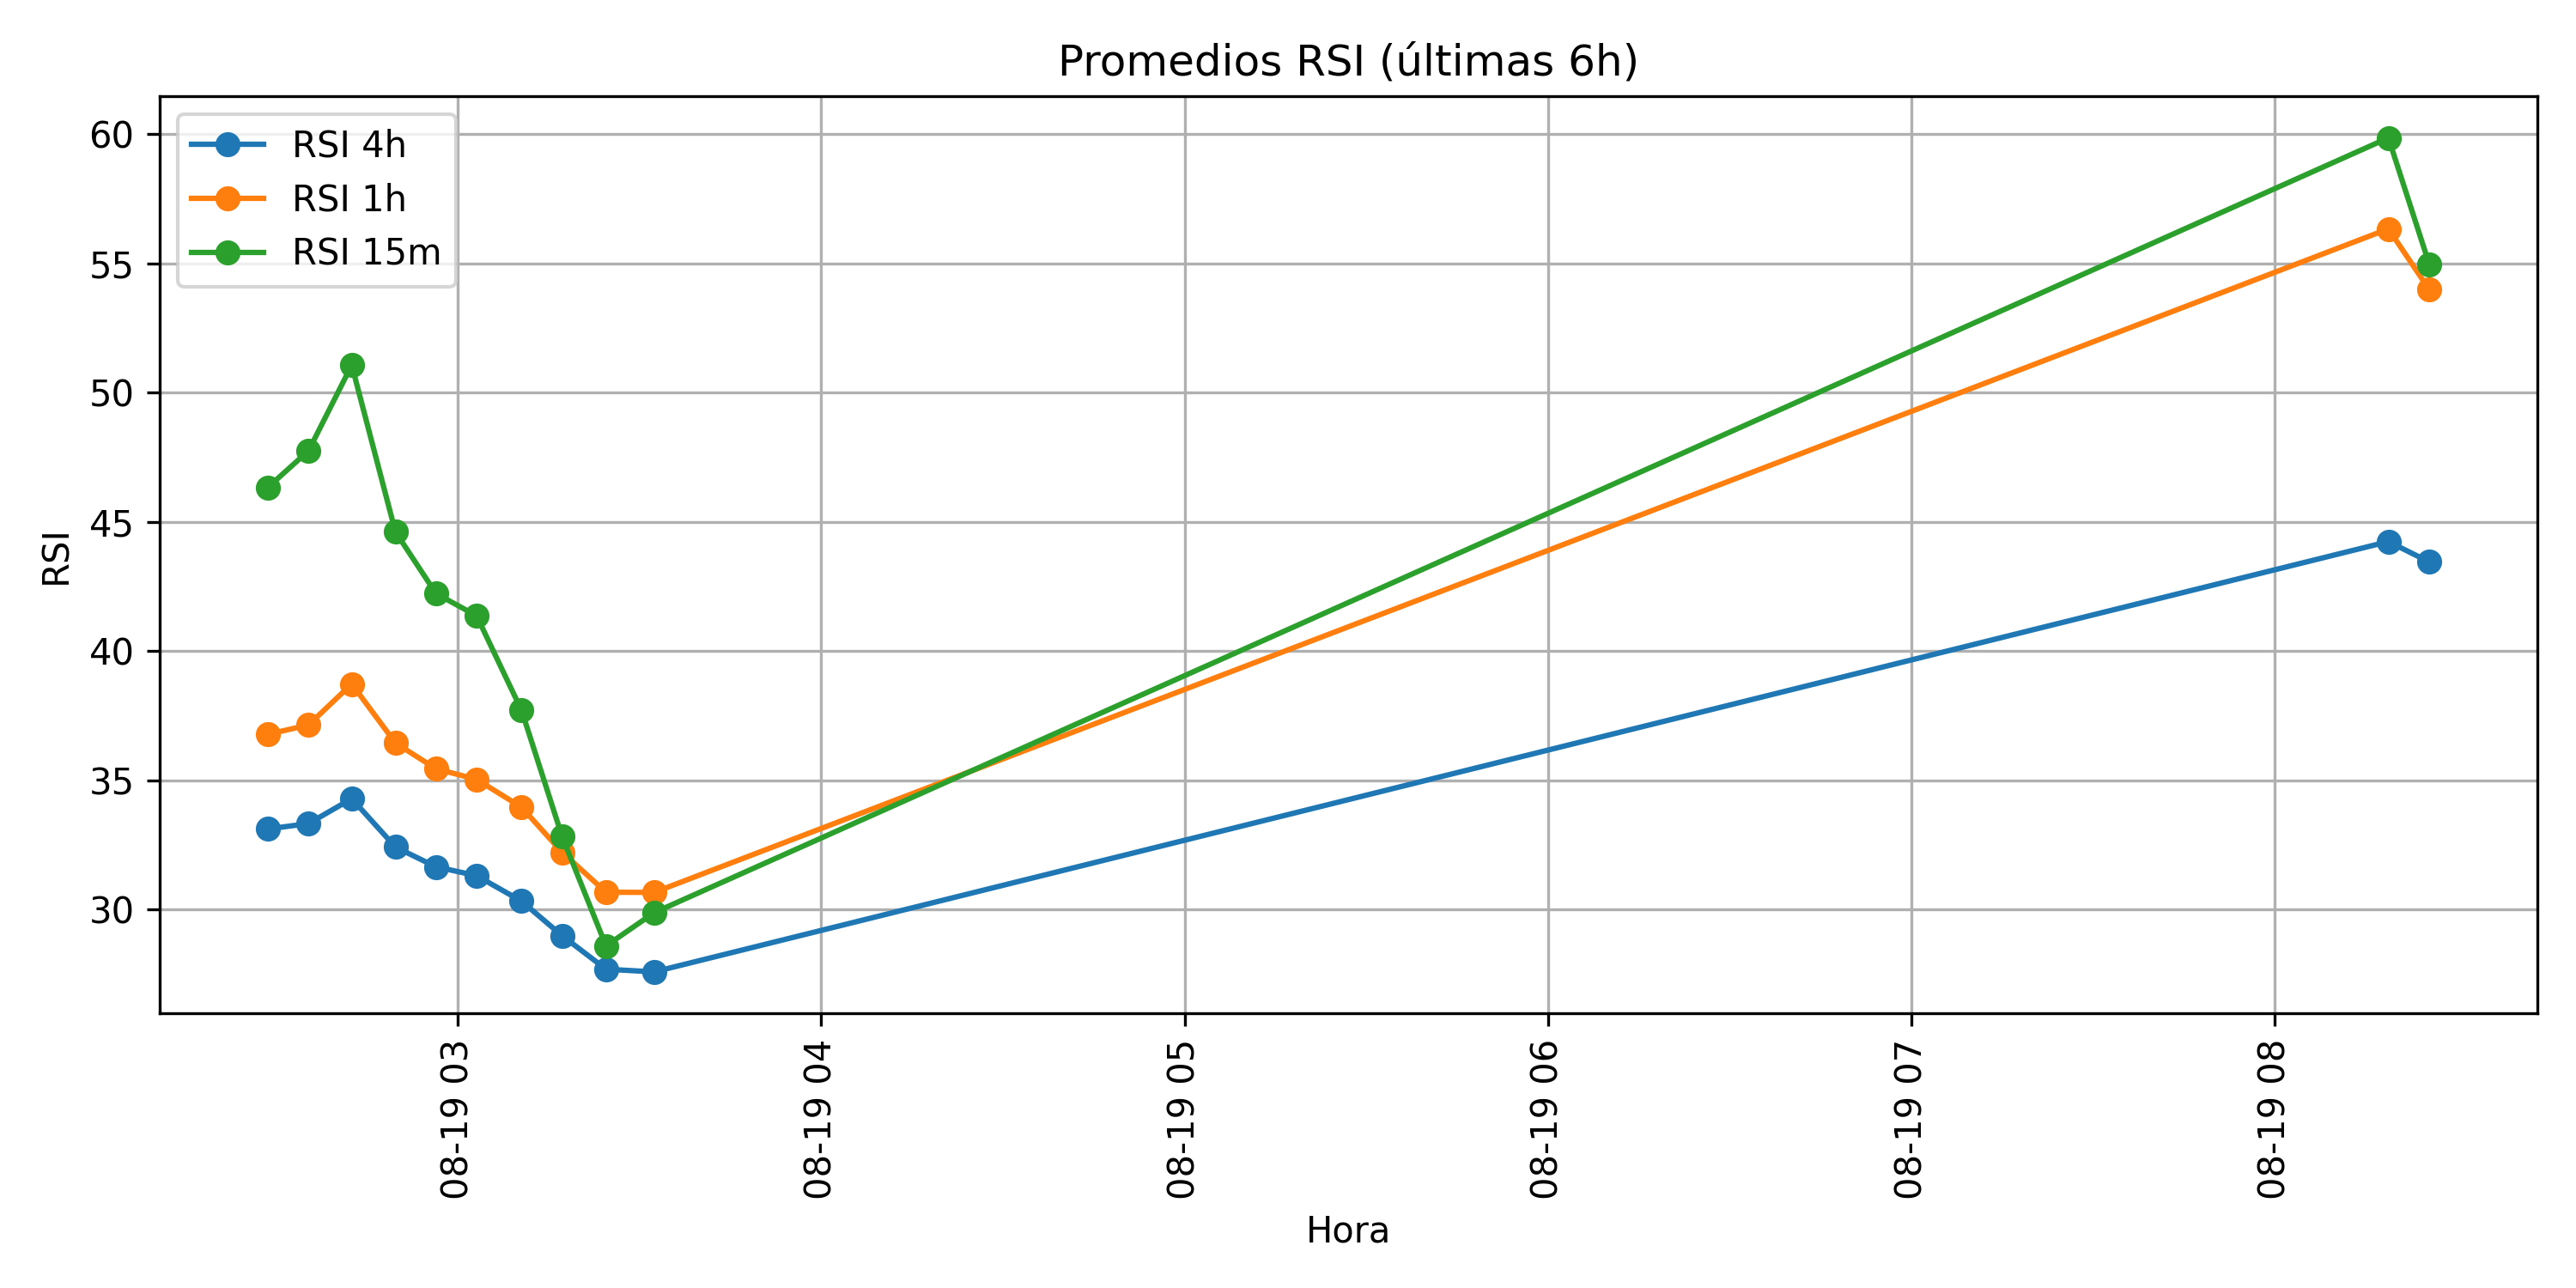 Promedios RSI (últimas 6h)
RSI 4h
RSI 1h
RSI 15m
60
55
50
45
40
35
30
RSI
08-19 03
08-19 04
08-19 05
08-19 06
08-19 07
08-19 08
Hora